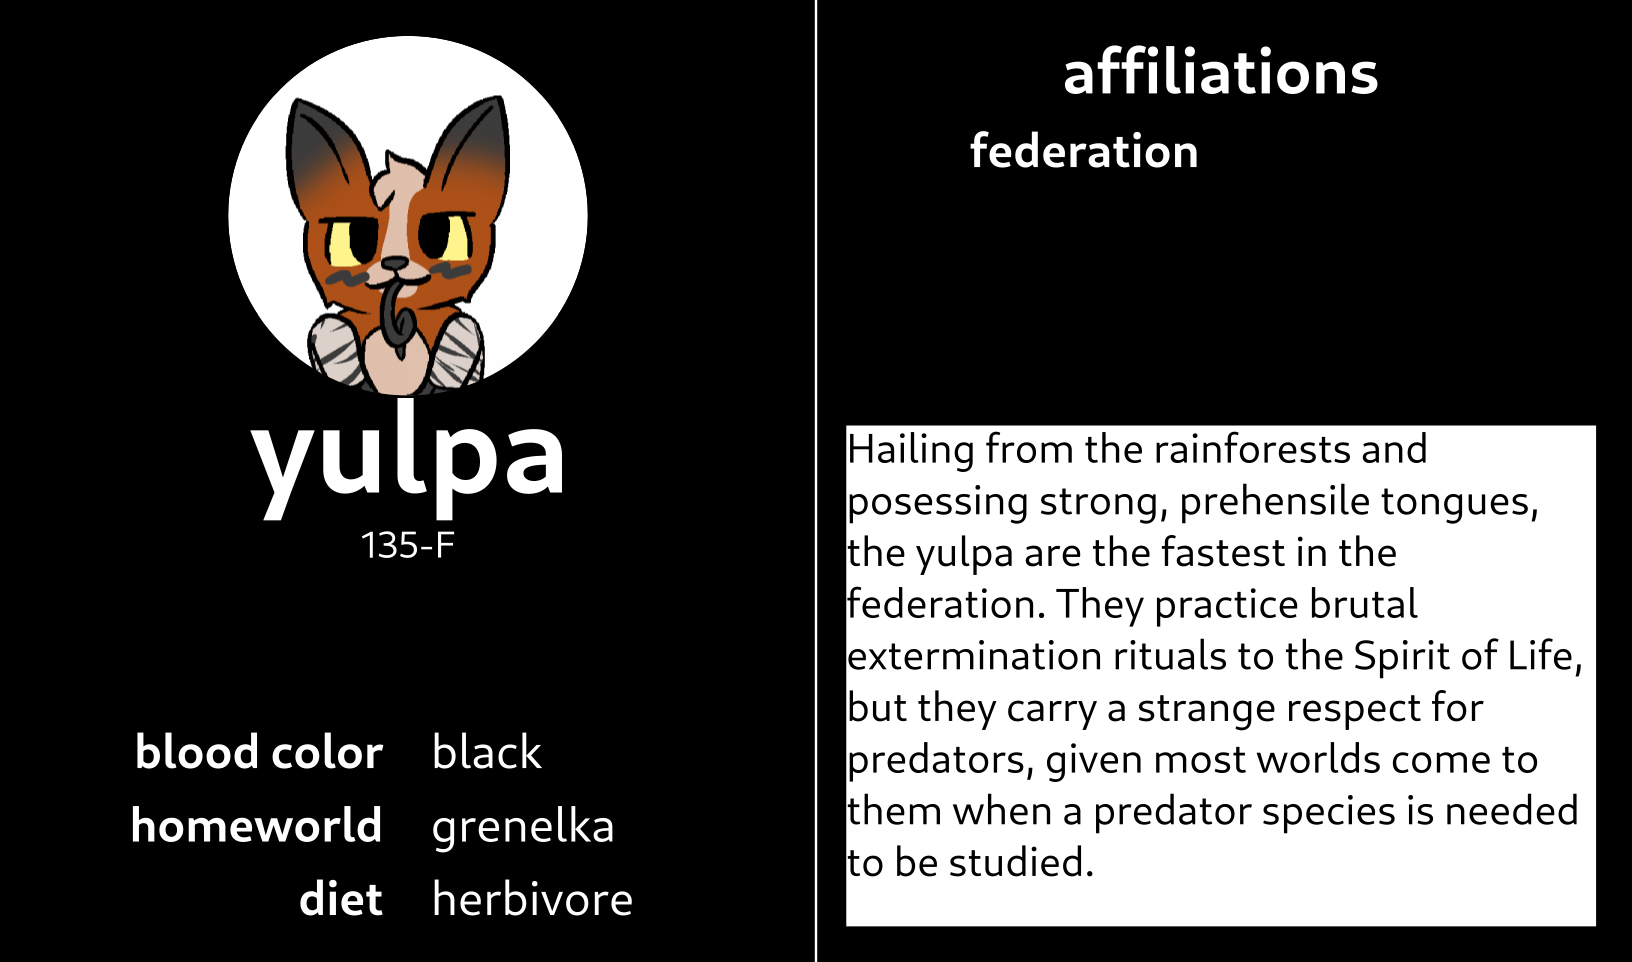 yulpa
135-F
blood color black
homeworld grenelka
diet herbivore
affiliations
federation
Hailing from the rainforests and
posessing strong, prehensile tongues,
the yulpa are the fastest in the
federation. They practice brutal
extermination rituals to the Spirit of Life,
but they carry a strange respect for
predators, given most worlds come to
them when a predator species is needed
to be studied.